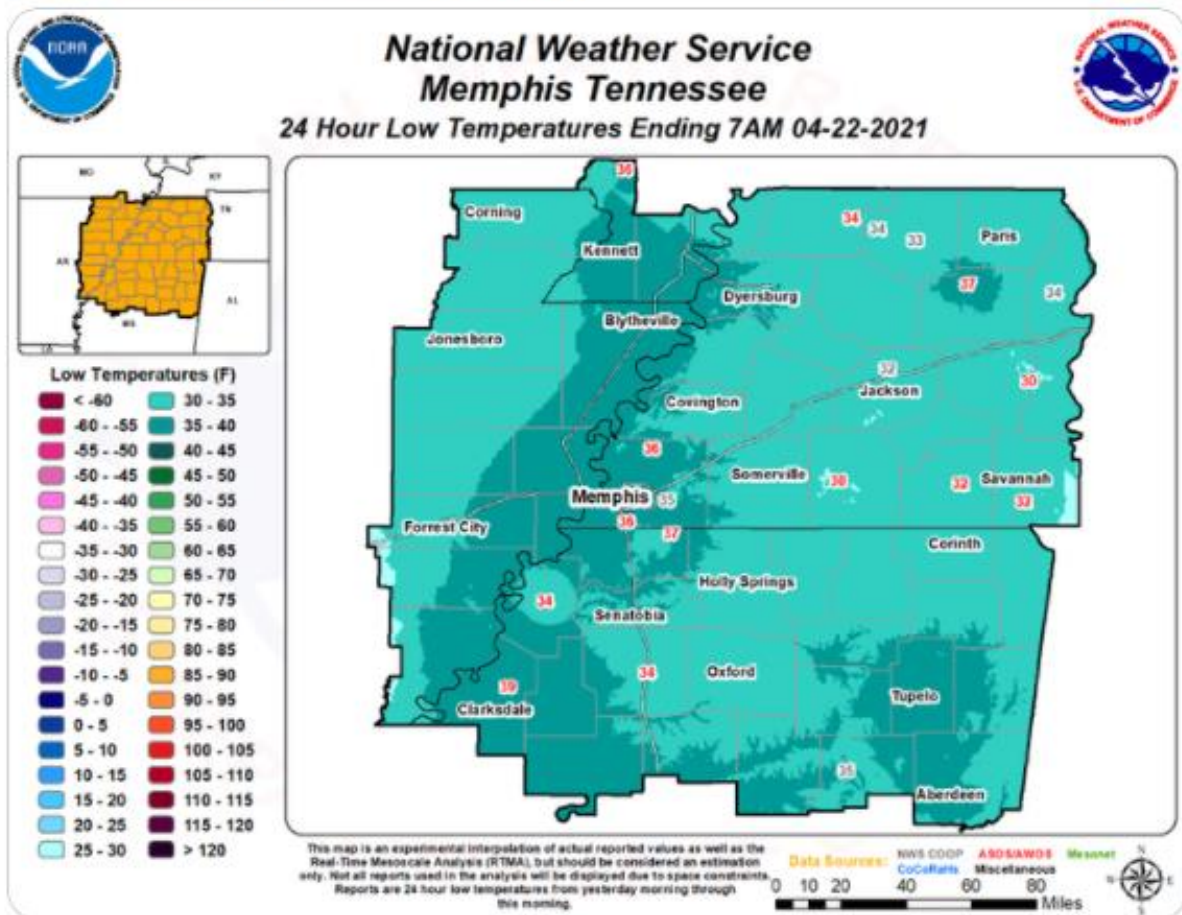 National Weather Service
Memphis Tennessee
24 Hour Low Temperatures Ending 7AM 04-22-2021
NOAA
MO
KY
TN
AR
AL
MS
LA
Low Temperatures (F)
< -60
-60 - -55
-55 - -50
-50 - -45
-45 - -40
-40 - -35
-35 - -30
-30 - -25
-25 - -20
-20 - -15
-15 - -10
-10 - -5
-5 - 0
0 - 5
5 - 10
10 - 15
15 - 20
20 - 25
25 - 30
30 - 35
35 - 40
40 - 45
45 - 50
50 - 55
55 - 60
60 - 65
65 - 70
70 - 75
75 - 80
80 - 85
85 - 90
90 - 95
95 - 100
100 - 105
105 - 110
110 - 115
115 - 120
> 120
36
Corning
34
34
33
Paris
Kennett
37
34
Dyersburg
Blytheville
Jonesboro
32
Jackson
30
Covington
36
Somerville
30
32
Savannah
32
Memphis
35
36
37
Forrest City
Corinth
Holly Springs
34
Senatobia
34
Oxford
39
Clarksdale
Tupelo
35
Aberdeen
This map is an experimental interpolation of actual reported values as well as the
Real-Time Mesoscale Analysis (RTMA), but should be considered an estimation
only. Not all reports used in the analysis will be displayed due to space constraints.
Reports are 24 hour low temperatures from yesterday morning through
this morning.
Data Sources: NWS COOP ASOS/AWOS Mesonet
CoCoRaHs Miscellaneous
0 10 20 40 60 80
Miles
N
E
S